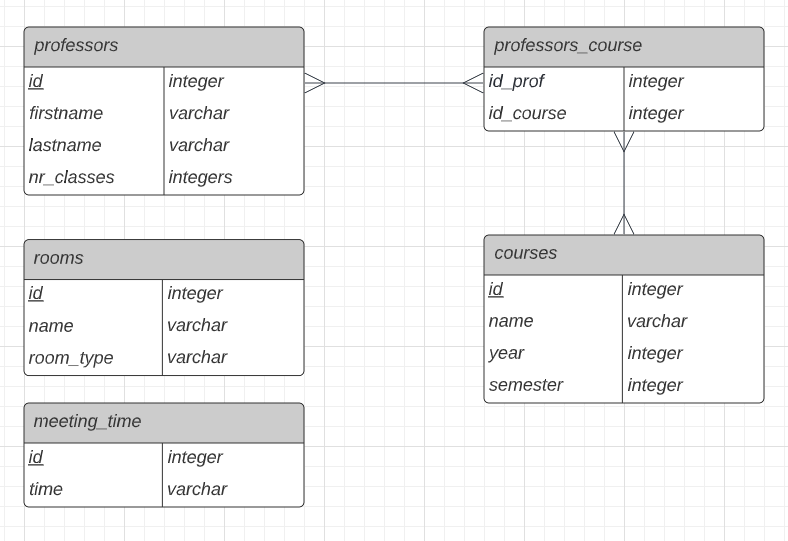 professors
id integer
firstname varchar
lastname varchar
nr_classes integers
professors_course
id_prof integer
id_course integer
rooms
id integer
name varchar
room_type varchar
courses
id integer
name varchar
year integer
semester integer
meeting_time
id integer
time varchar